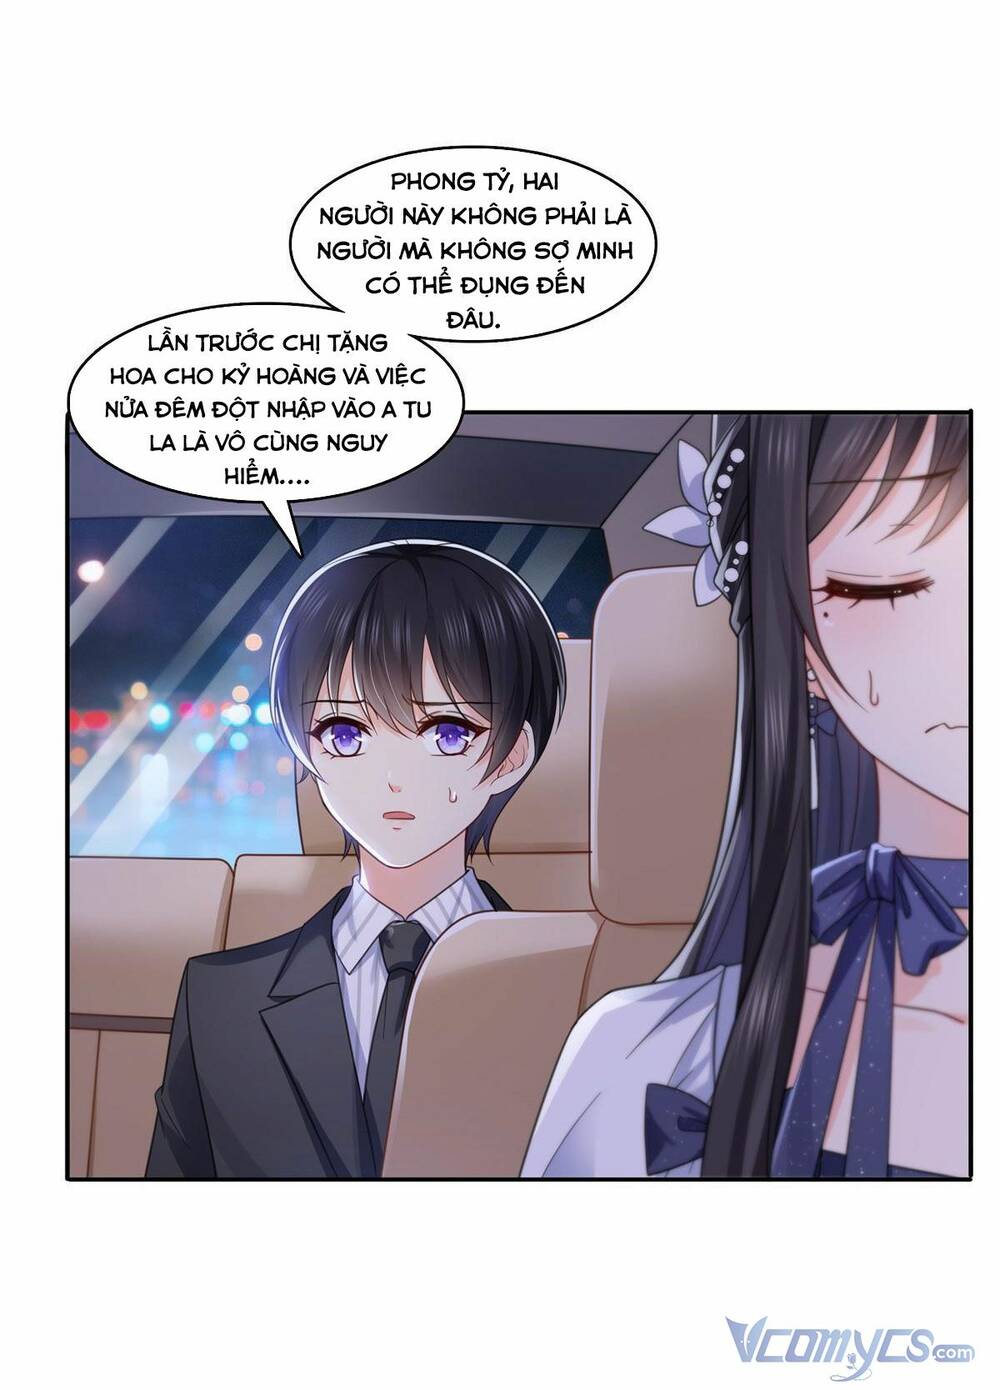 PHONG TỶ, HAI
NGƯỜI NÀY KHÔNG PHẢI LÀ
NGƯỜI MÀ KHÔNG SỢ MINH
CÓ THỂ ĐỤNG ĐẾN
ĐÂU.
LẦN TRƯỚC CHỊ TẶNG
HOA CHO KỶ HOÀNG VÀ VIỆC
NỬA ĐÊM ĐỘT NHẬP VÀO A TU
LA LÀ VÔ CÙNG NGUY
HIỂM....
VCOMYCS.com